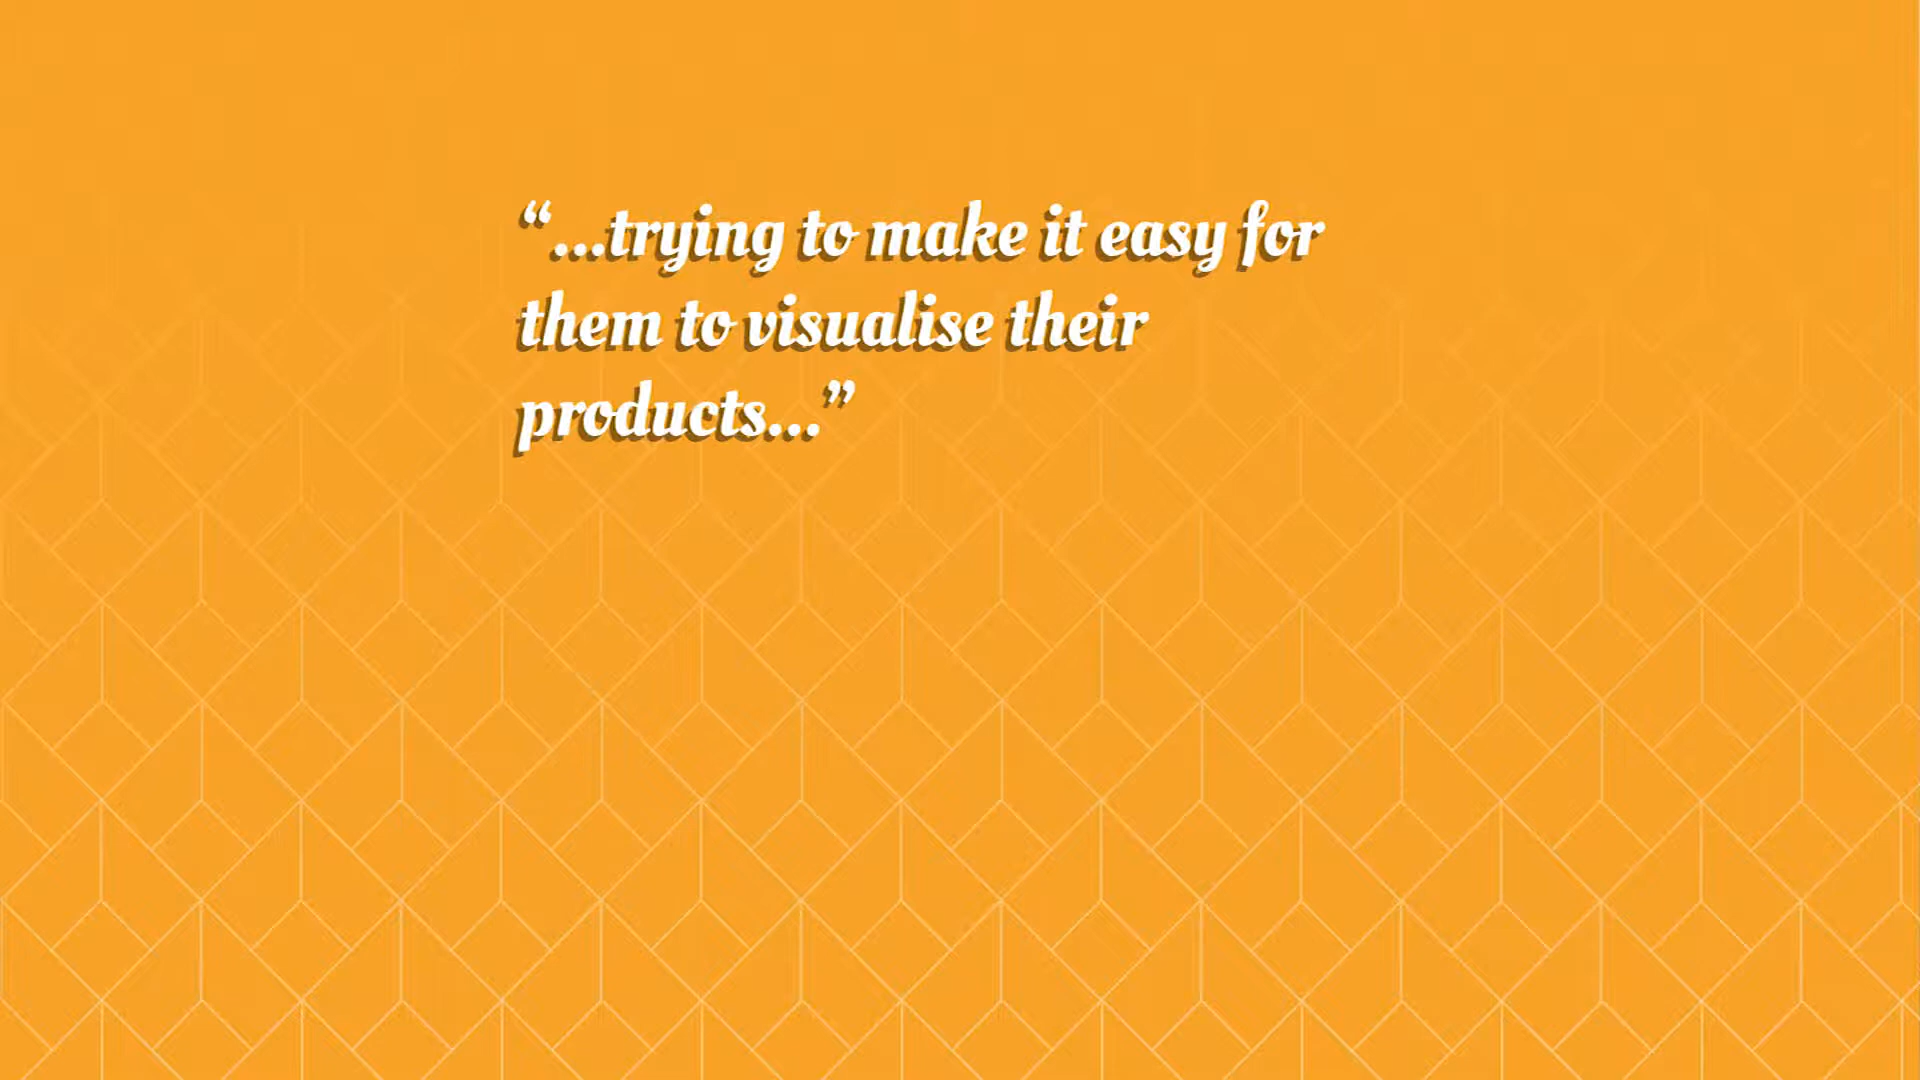 “...trying to make it easy for
them to visualise their
products...”